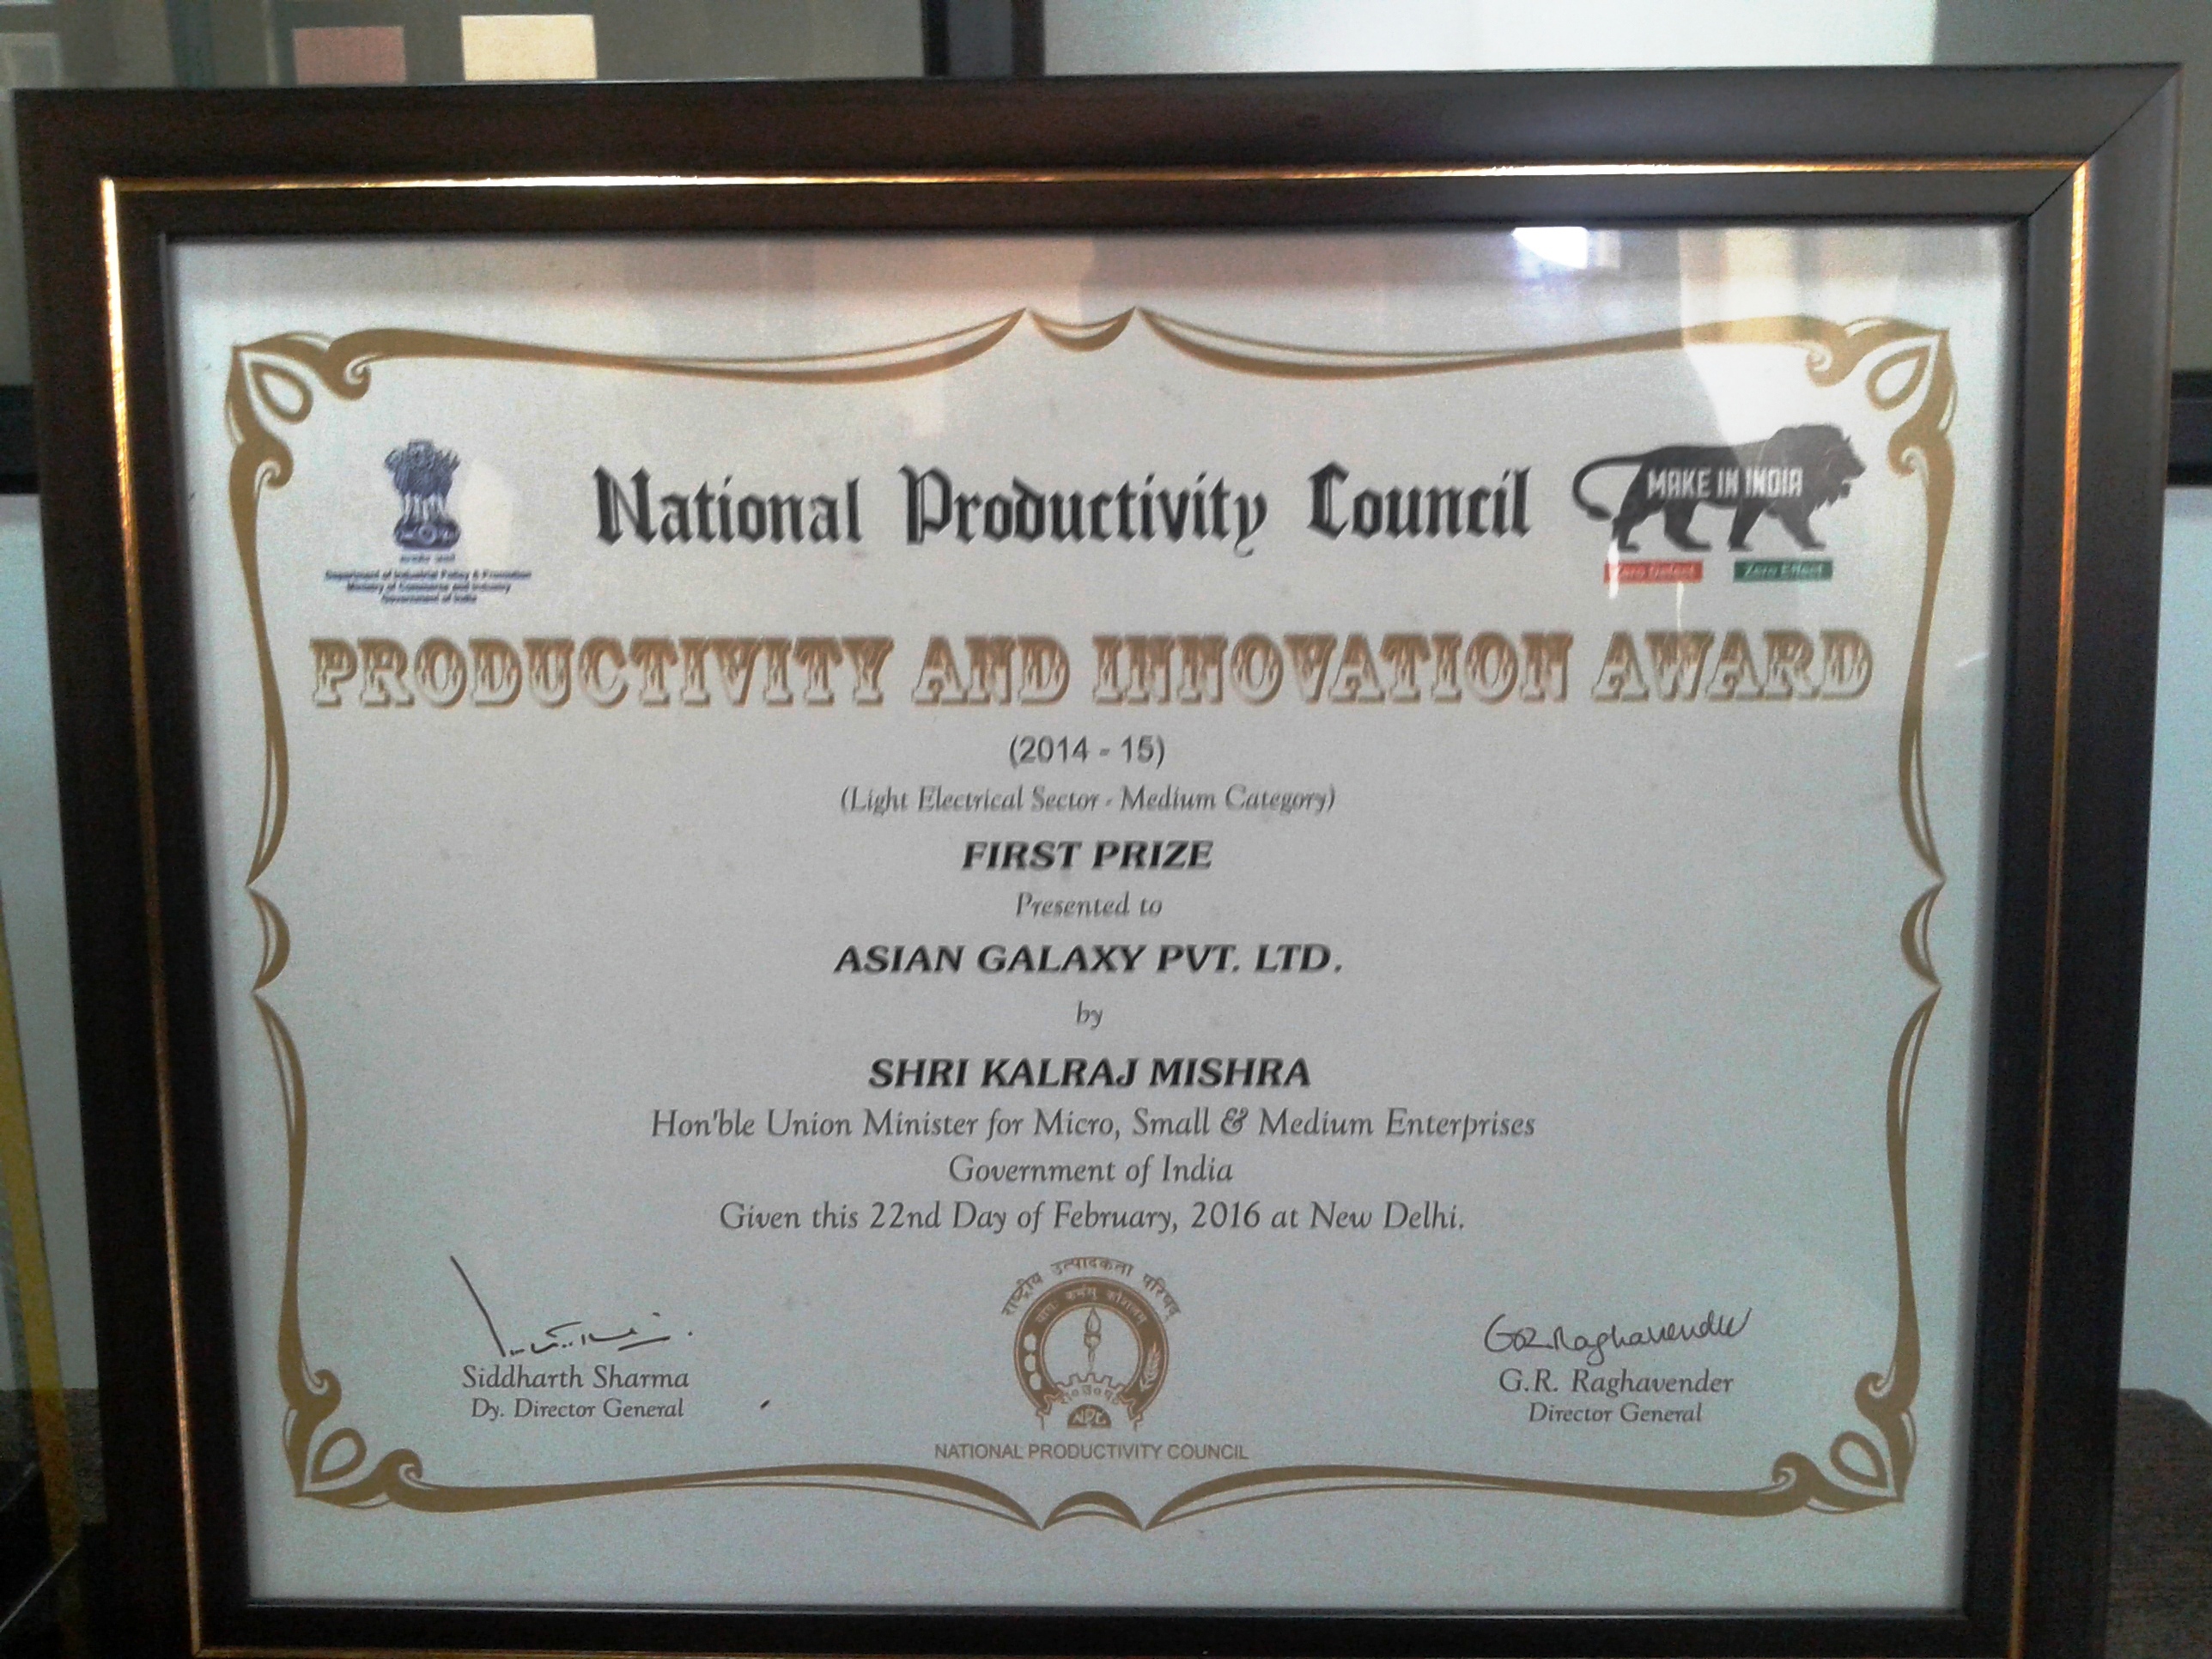 National Productivity Council
MAKE IN INDIA
Zero Defect Zero Effect
Department of Industrial Policy & Promotion
Ministry of Commerce and Industry
Government of India
PRODUCTIVITY AND INNOVATION AWARD
(2014 - 15)
(Light Electrical Sector - Medium Category)
FIRST PRIZE
Presented to
ASIAN GALAXY PVT. LTD.
by
SHRI KALRAJ MISHRA
Hon'ble Union Minister for Micro, Small & Medium Enterprises
Government of India
Given this 22nd Day of February, 2016 at New Delhi.
G.R. Raghavender
Siddharth Sharma
Dy. Director General
राष्ट्रीय उत्पादकता परिषद्
योगः कर्मसु कौशलम्
NPC
NATIONAL PRODUCTIVITY COUNCIL
G.R. Raghavender
Director General